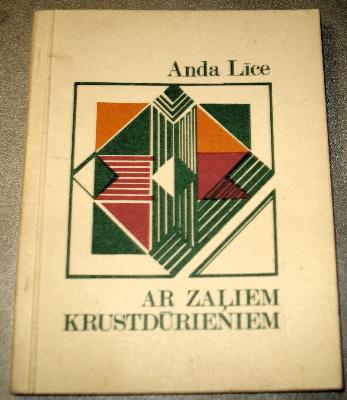 Anda Līce
AR ZAĻIEM
KRUSTDŪRIENIEM